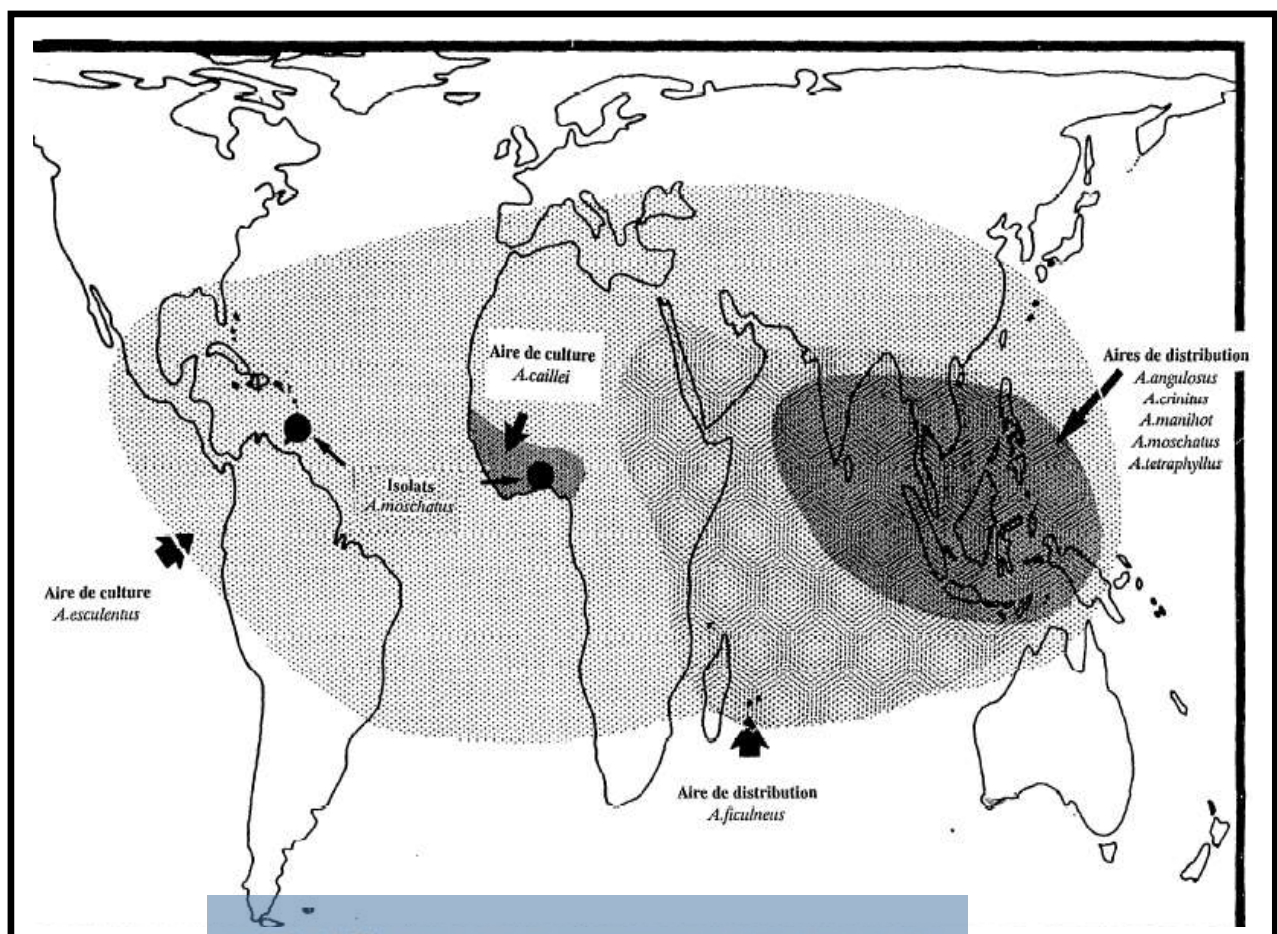 Aire de culture
A.caillei
Aires de distribution
A.angulosus
A.crinitus
A.manihot
A.moschatus
A.tetraphyllus
Isolats
A.moschatus
Aire de culture
A.esculentus
Aire de distribution
A.ficulneus